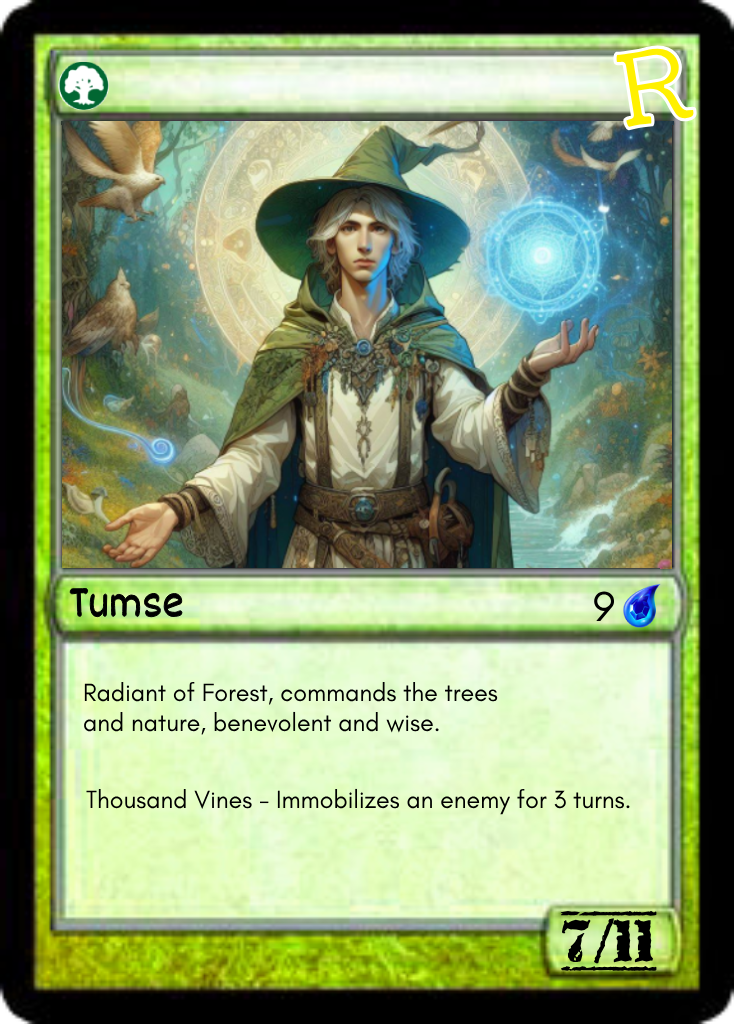 R
Tumse 9
Radiant of Forest, commands the trees
and nature, benevolent and wise.
Thousand Vines - Immobilizes an enemy for 3 turns.
7/11